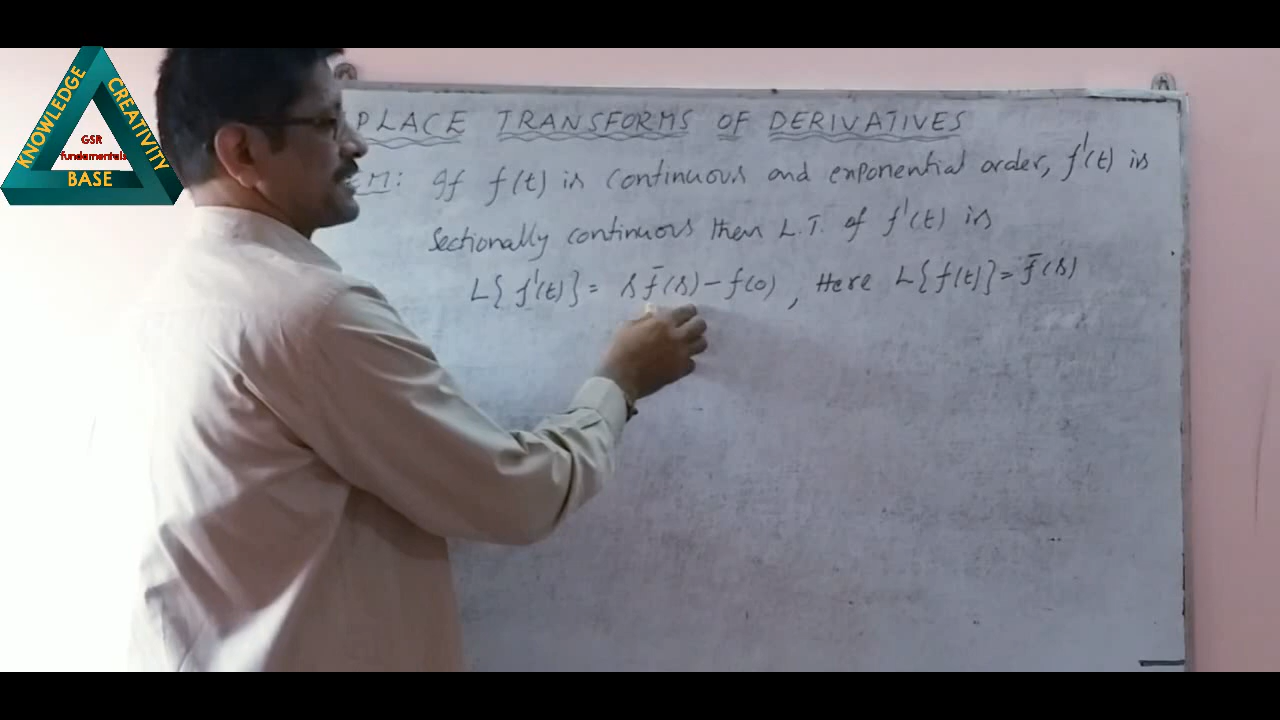 KNOWLEDGE
CREATIVITY
GSR
fundamentals
BASE
PLACE TRANSFORMS OF DERIVATIVES
EM: If f(t) is continuous and exponential order, f'(t) is
Sectionally continuous then L.T. of f'(t) is
L{f'(t)} = s f̄(s) - f(0), Here L{f(t)} = f̄(s)